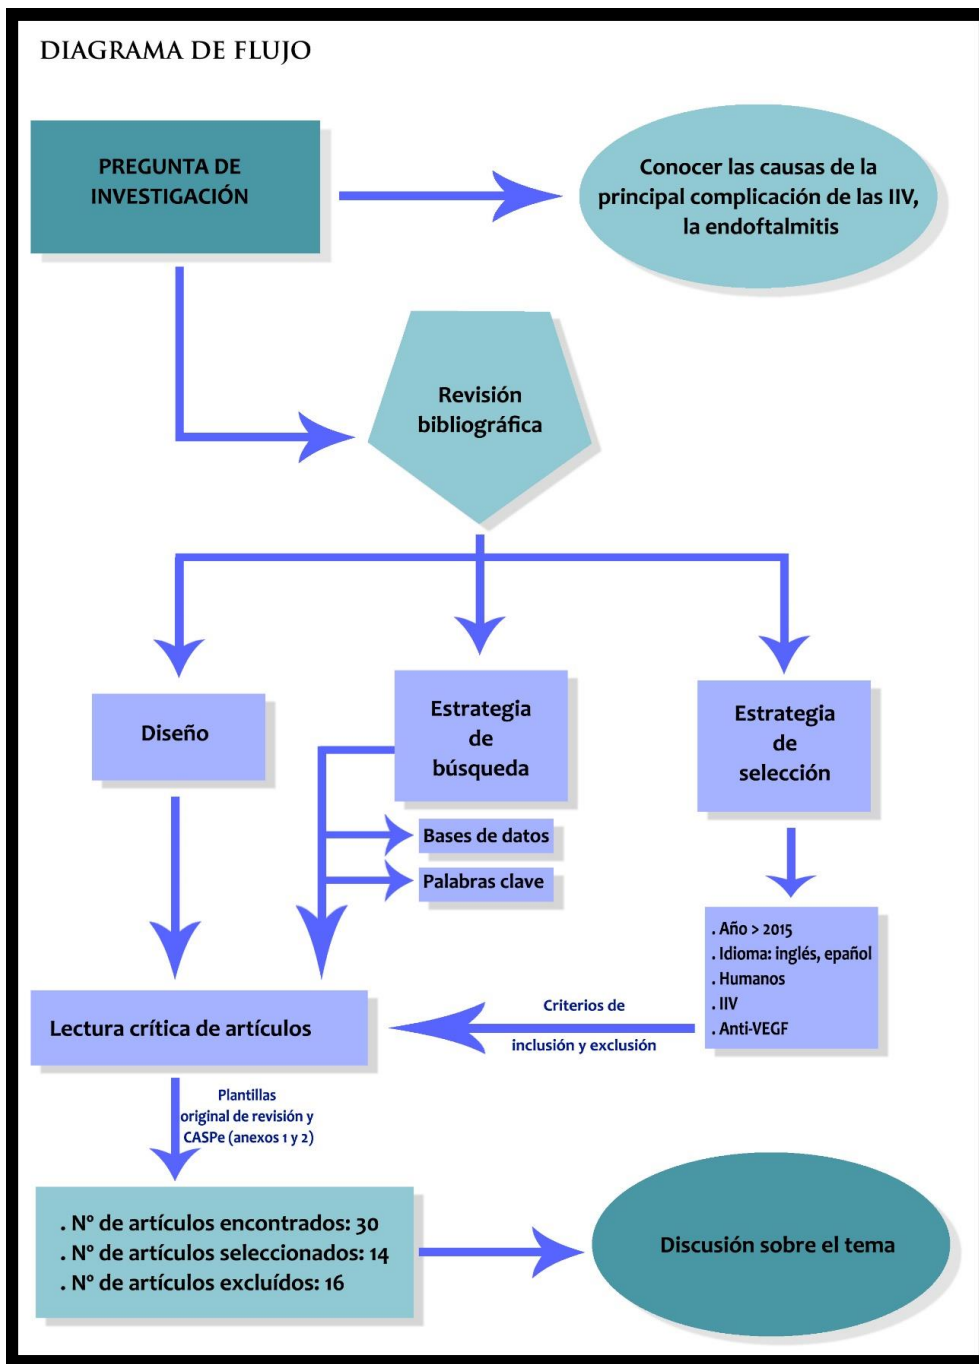 DIAGRAMA DE FLUJO
PREGUNTA DE
INVESTIGACIÓN
Conocer las causas de la
principal complicación de las IIV,
la endoftalmitis
Revisión
bibliográfica
Diseño
Estrategia
de
búsqueda
Bases de datos
Palabras clave
Estrategia
de
selección
. Año > 2015
. Idioma: inglés, epañol
. Humanos
. IIV
. Anti-VEGF
Criterios de
inclusión y exclusión
Lectura crítica de artículos
Plantillas
original de revisión y
CASPe (anexos 1 y 2)
. Nº de artículos encontrados: 30
. Nº de artículos seleccionados: 14
. Nº de artículos excluídos: 16
Discusión sobre el tema